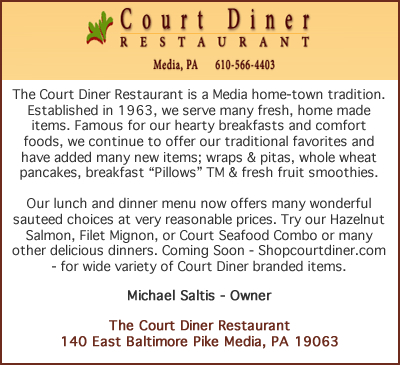 Court Diner
RESTAURANT
Media, PA 610-566-4403
The Court Diner Restaurant is a Media home-town tradition.
Established in 1963, we serve many fresh, home made
items. Famous for our hearty breakfasts and comfort
foods, we continue to offer our traditional favorites and
have added many new items; wraps & pitas, whole wheat
pancakes, breakfast “Pillows” TM & fresh fruit smoothies.
Our lunch and dinner menu now offers many wonderful
sauteed choices at very reasonable prices. Try our Hazelnut
Salmon, Filet Mignon, or Court Seafood Combo or many
other delicious dinners. Coming Soon - Shopcourtdiner.com
- for wide variety of Court Diner branded items.
Michael Saltis - Owner
The Court Diner Restaurant
140 East Baltimore Pike Media, PA 19063